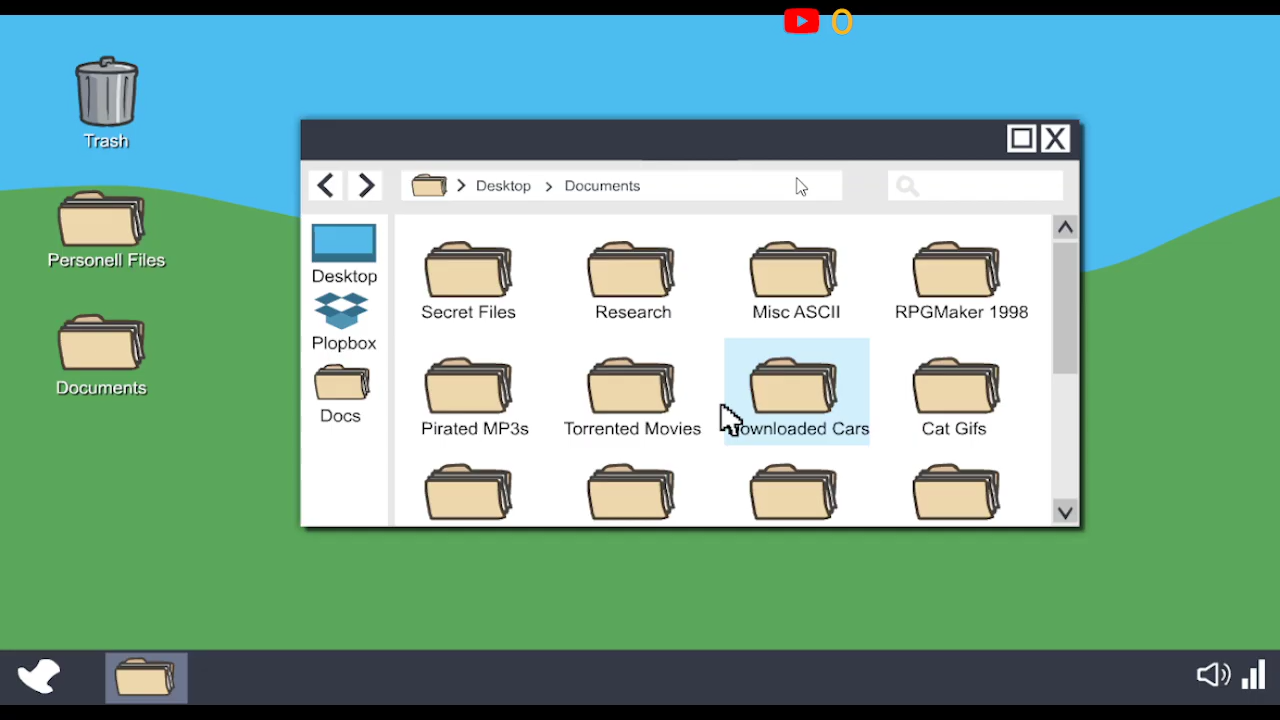 0
Trash
Personell Files
Documents
Desktop Documents
Desktop
Plopbox
Docs
Secret Files
Research
Misc ASCII
RPGMaker 1998
Pirated MP3s
Torrented Movies
Downloaded Cars
Cat Gifs